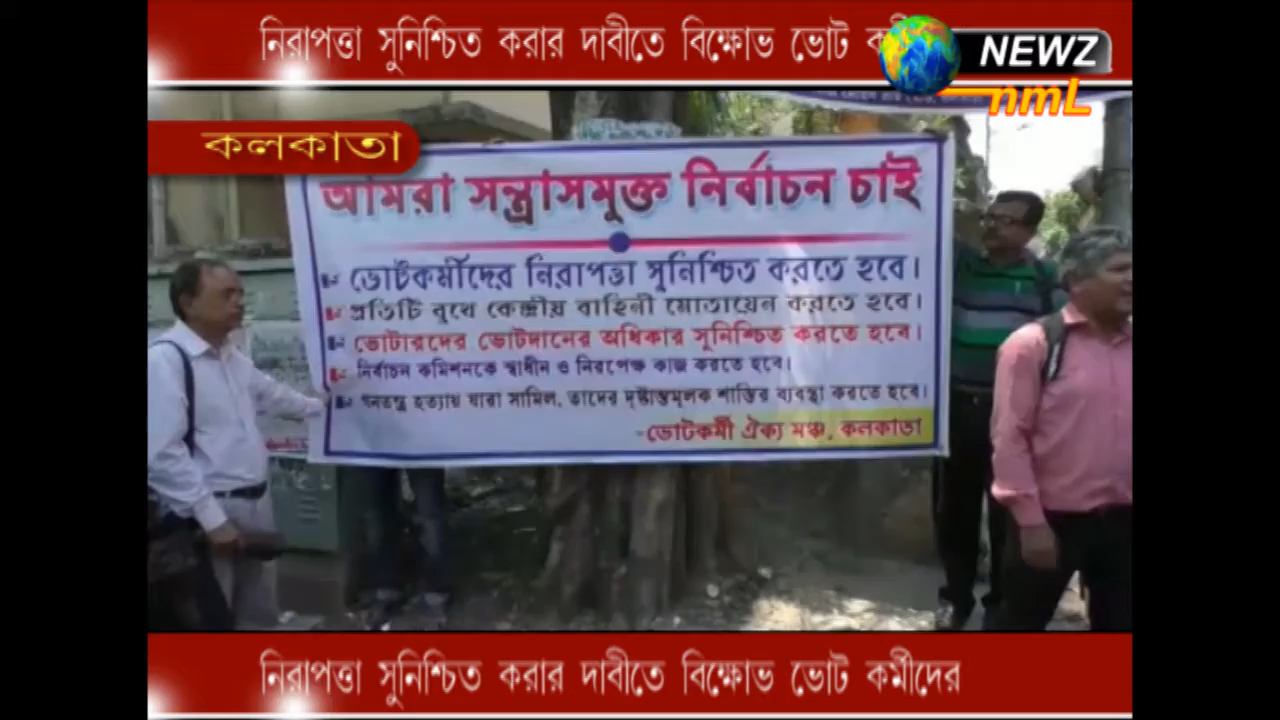 নিরাপত্তা সুনিশ্চিত করার দাবীতে বিক্ষোভ ভোট
NEWZ
nmL
কলকাতা
আমরা সন্ত্রাসমুক্ত নির্বাচন চাই
ভোটকর্মীদের নিরাপত্তা সুনিশ্চিত করতে হবে।
প্রতিটি বুথে কেন্দ্রীয় বাহিনী মোতায়েন করতে হবে।
ভোটারদের ভোটদানের অধিকার সুনিশ্চিত করতে হবে।
নির্বাচন কমিশনকে স্বাধীন ও নিরপেক্ষ কাজ করতে হবে।
গনতন্ত্র হত্যায় যারা সামিল, তাদের দৃষ্টান্তমূলক শাস্তির ব্যবস্থা করতে হবে।
-ভোটকর্মী ঐক্য মঞ্চ, কলকাতা
নিরাপত্তা সুনিশ্চিত করার দাবীতে বিক্ষোভ ভোট কর্মীদের